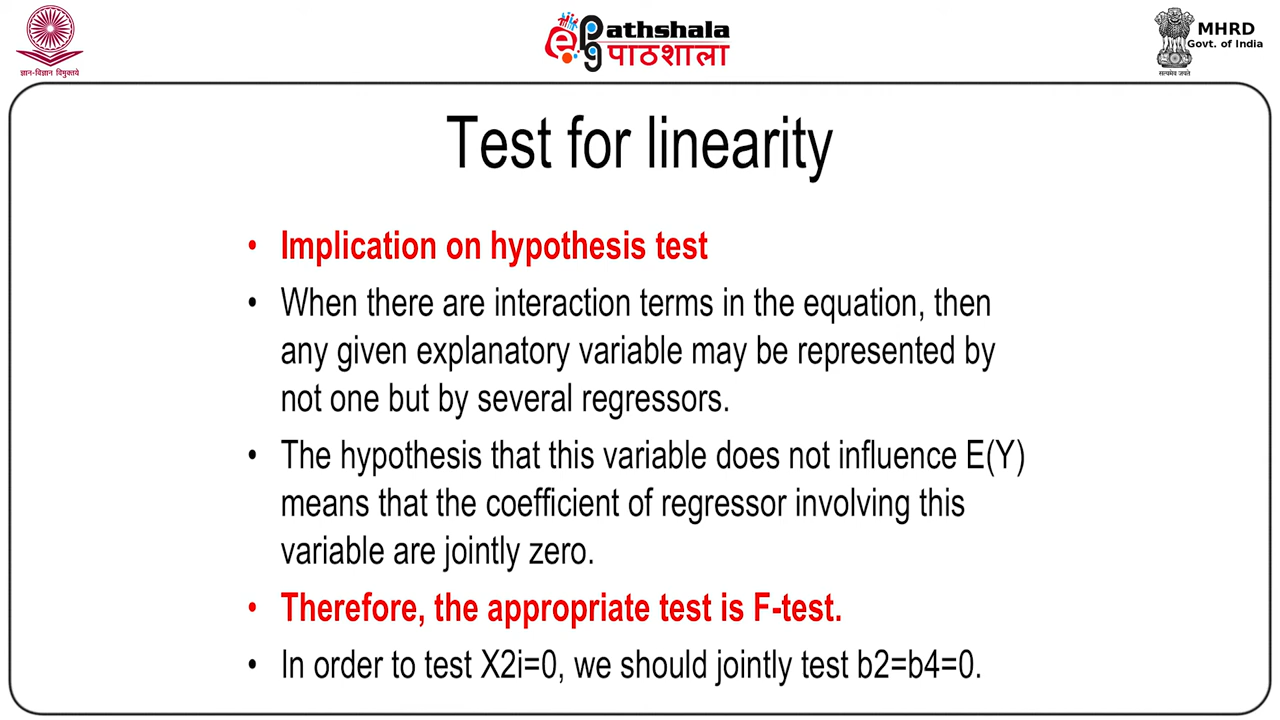 ज्ञान-विज्ञान विमुक्तये
ePG Pathshala
पाठशाला
MHRD
Govt. of India
सत्यमेव जयते
Test for linearity
• Implication on hypothesis test
• When there are interaction terms in the equation, then
any given explanatory variable may be represented by
not one but by several regressors.
• The hypothesis that this variable does not influence E(Y)
means that the coefficient of regressor involving this
variable are jointly zero.
• Therefore, the appropriate test is F-test.
• In order to test X2i=0, we should jointly test b2=b4=0.